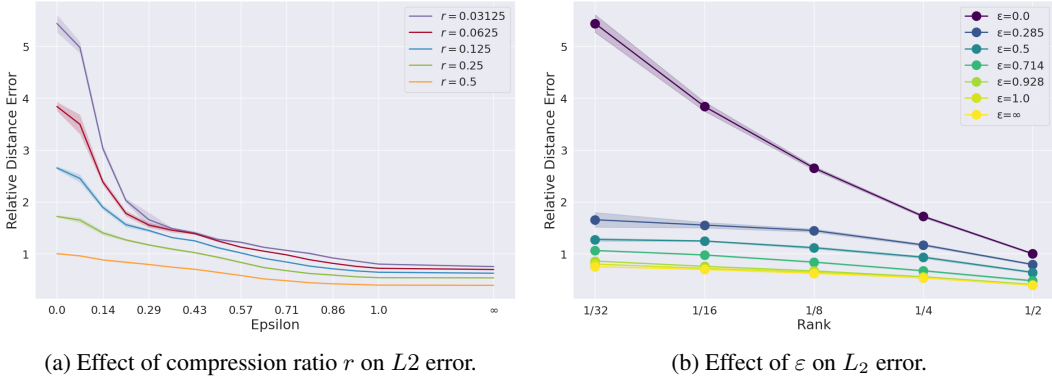 Relative Distance Error
5
4
3
2
1
0.0 0.14 0.29 0.43 0.57 0.71 0.86 1.0 ∞
Epsilon
r = 0.03125
r = 0.0625
r = 0.125
r = 0.25
r = 0.5
(a) Effect of compression ratio r on L2 error.
Relative Distance Error
5
4
3
2
1
1/32 1/16 1/8 1/4 1/2
Rank
ε=0.0
ε=0.285
ε=0.5
ε=0.714
ε=0.928
ε=1.0
ε=∞
(b) Effect of ε on L₂ error.